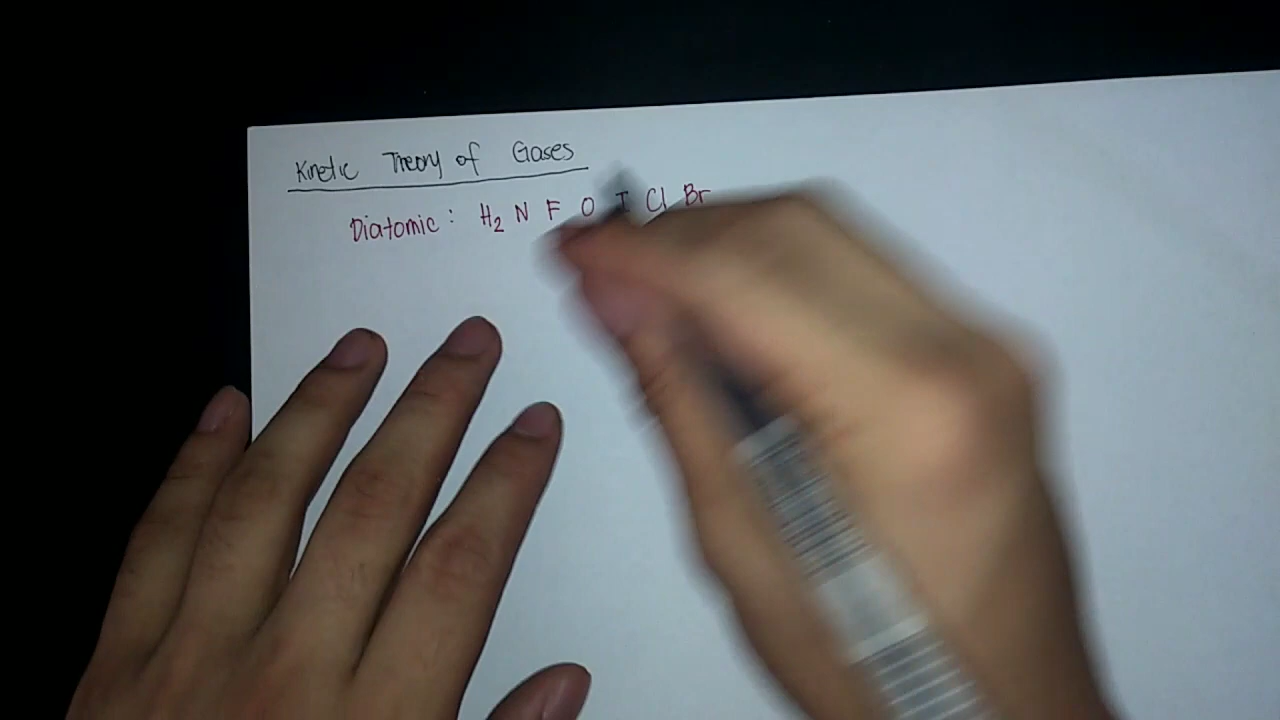 Kinetic Theory of Gases
Diatomic : H₂ N F O I Cl Br